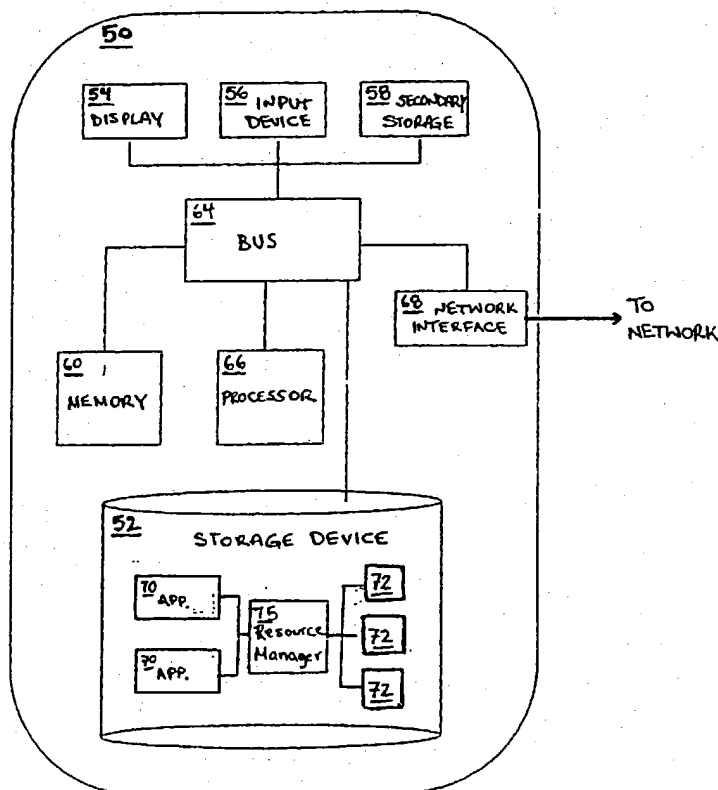 50
54
DISPLAY
56 INPUT
DEVICE
58 SECONDARY
STORAGE
64
BUS
68 NETWORK
INTERFACE
TO
NETWORK
60
MEMORY
66
PROCESSOR
52
STORAGE DEVICE
70 APP.
75
Resource
Manager
72
72
70 APP.
72